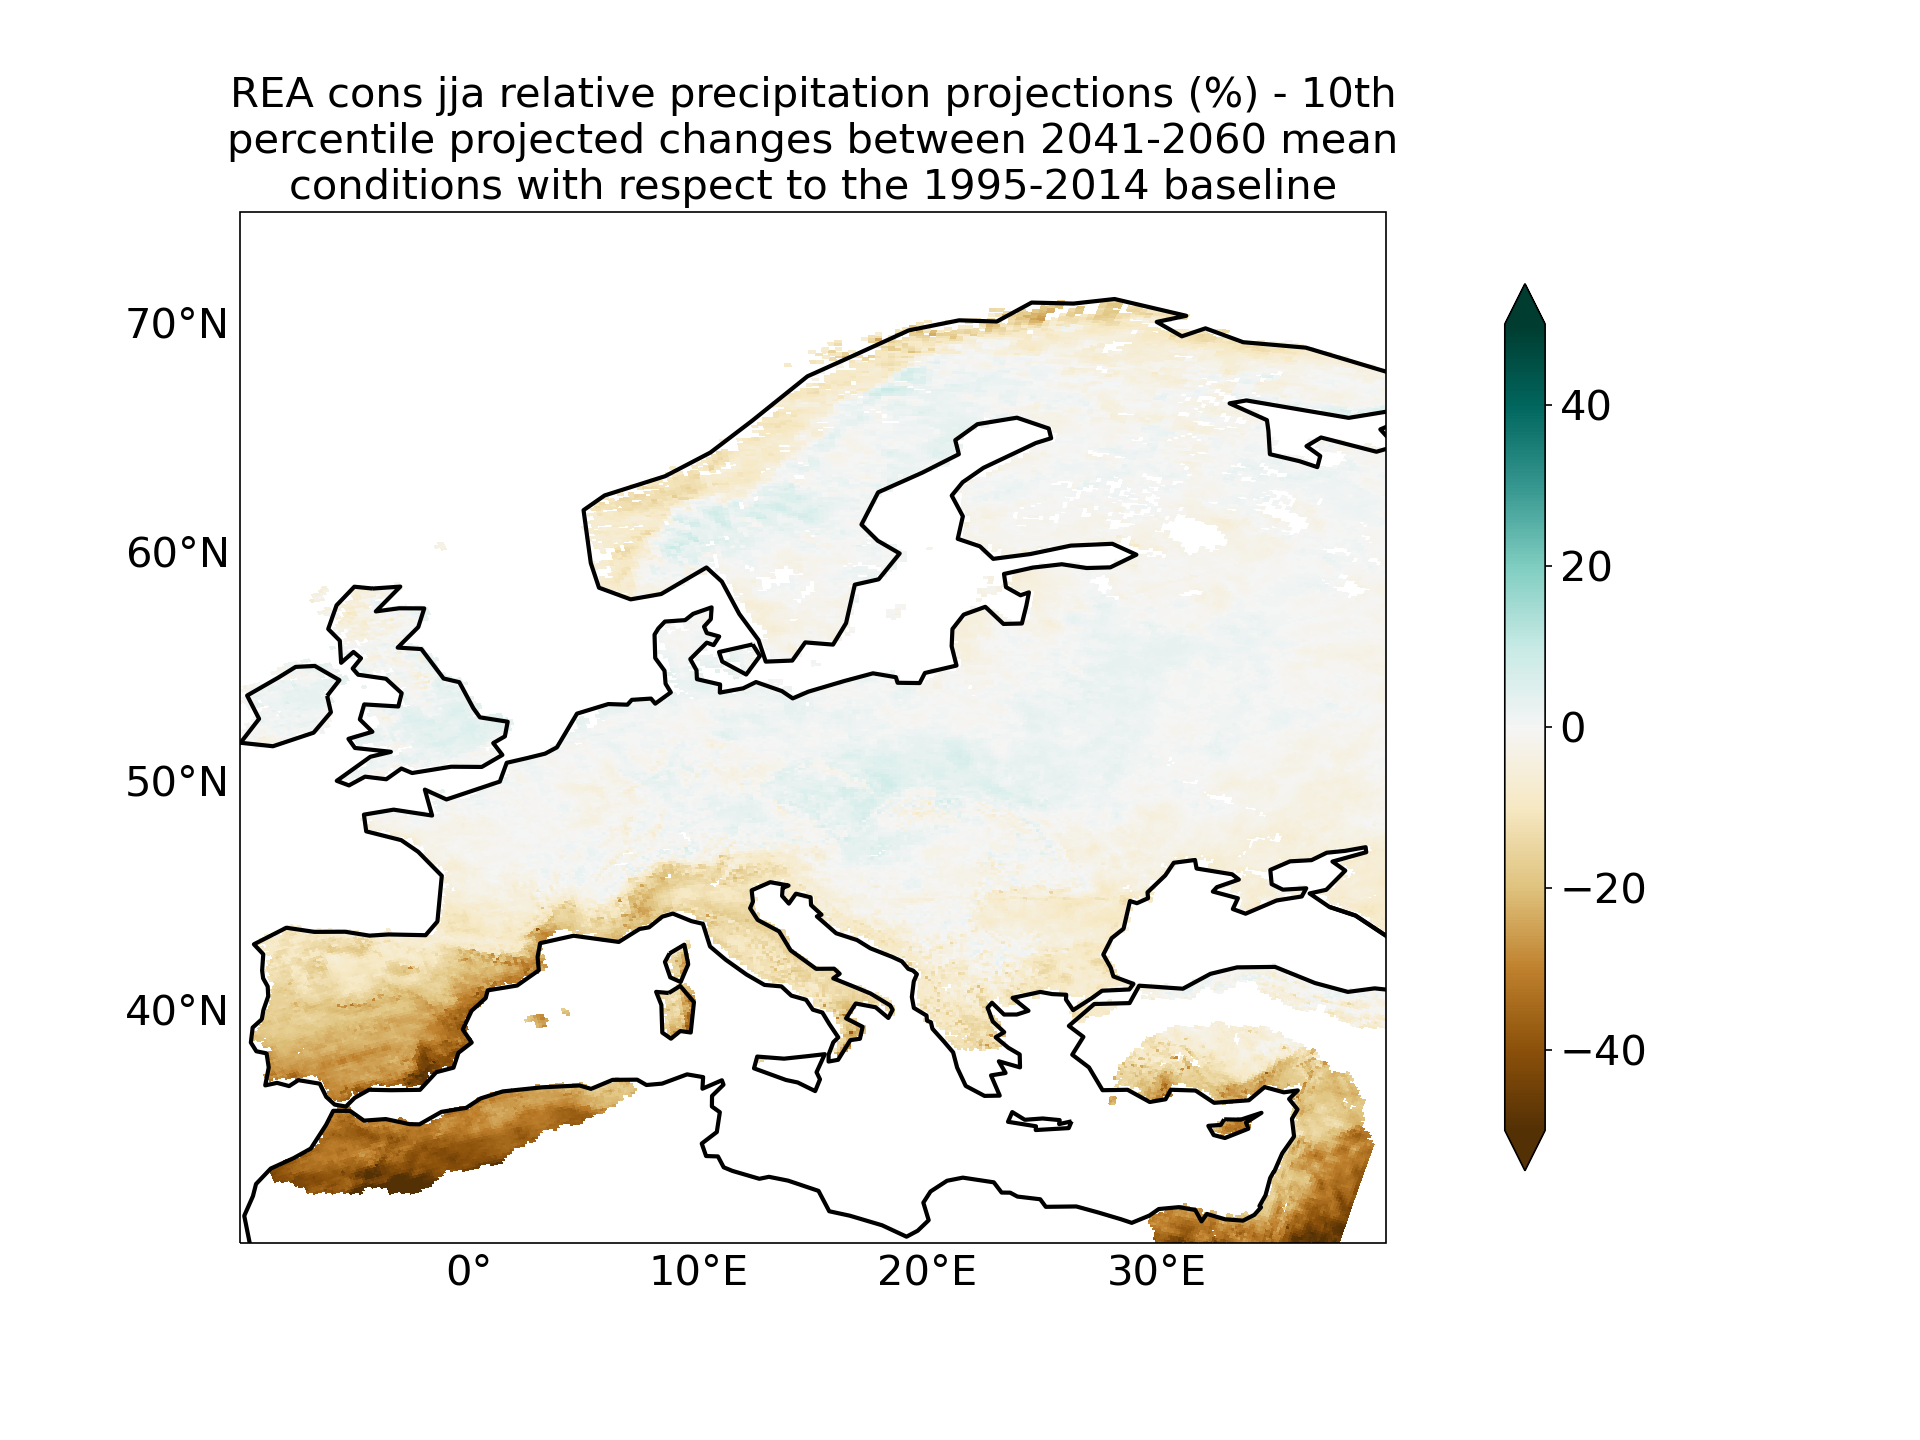 REA cons jja relative precipitation projections (%) - 10th
percentile projected changes between 2041-2060 mean
conditions with respect to the 1995-2014 baseline
70°N
60°N
50°N
40°N
0°
10°E
20°E
30°E
40
20
0
−20
−40